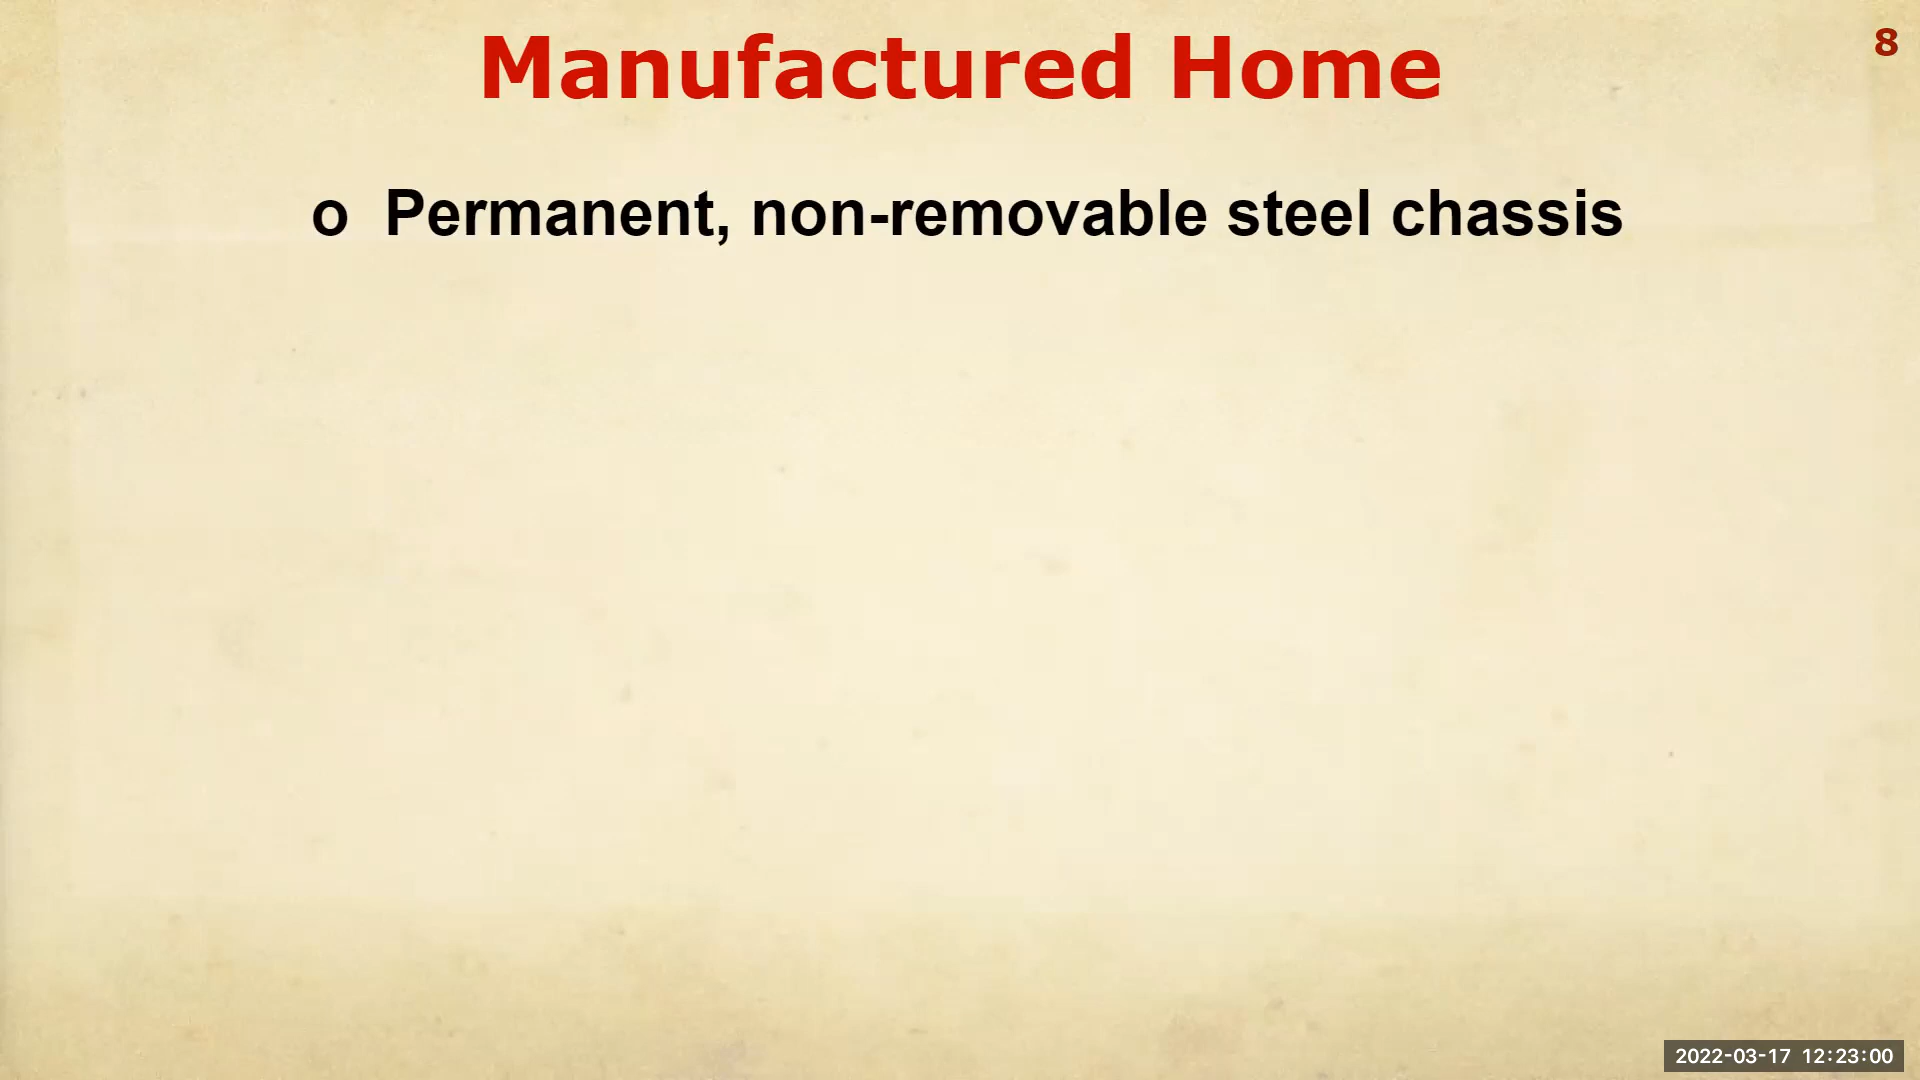 Manufactured Home
8
o Permanent, non-removable steel chassis
2022-03-17 12:23:00